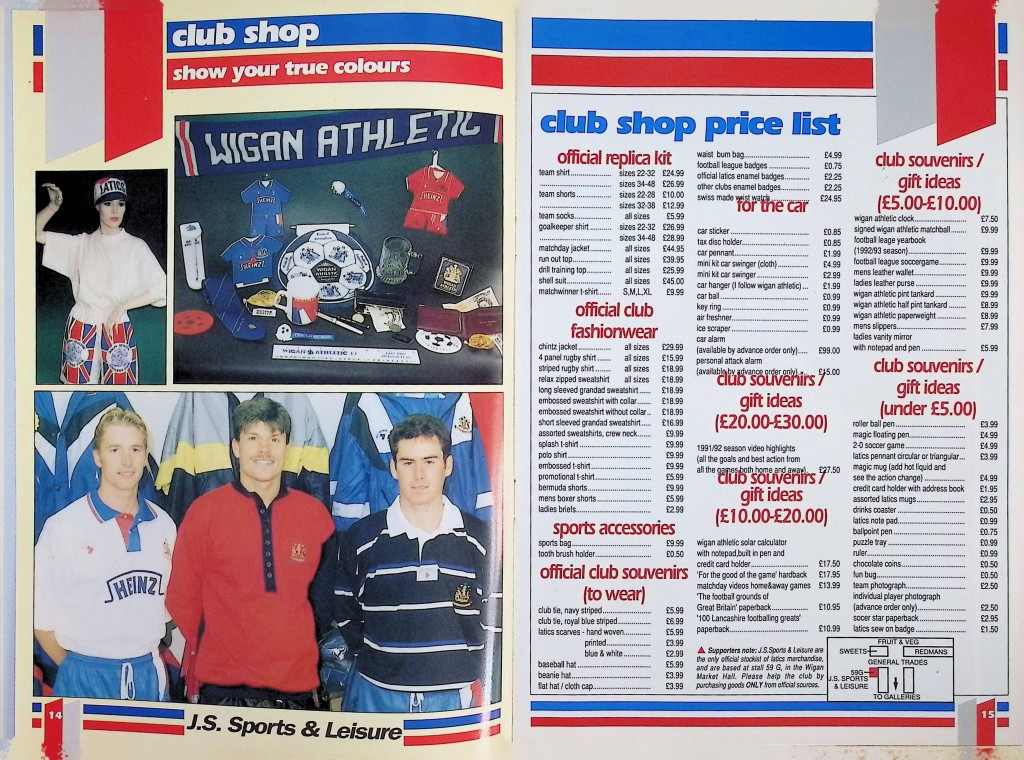 club shop
show your true colours
LATICS
WIGAN ATHLETIC
HEINZ
HEINZ
HEINZ
WIGAN ATHLETIC
WIGAN ATHLETIC
HEINZ
14
J.S. Sports & Leisure
club shop price list
official replica kit
team shirt sizes 22-32 £24.99
sizes 34-48 £26.99
team shorts sizes 22-28 £10.00
sizes 32-38 £12.99
team socks all sizes £5.99
goalkeeper shirt sizes 22-32 £26.99
sizes 34-48 £28.99
matchday jacket all sizes £44.95
run out top all sizes £39.95
drill training top all sizes £25.99
shell suit all sizes £45.00
matchwinner t-shirt S,M,L,XL £9.99
official club
fashionwear
chintz jacket all sizes £29.99
4 panel rugby shirt all sizes £15.99
striped rugby shirt all sizes £18.99
relax zipped sweatshirt all sizes £18.99
long sleeved grandad sweatshirt £18.99
embossed sweatshirt with collar £18.99
embossed sweatshirt without collar £18.99
short sleeved grandad sweatshirt £16.99
assorted sweatshirts, crew neck £9.99
splash t-shirt £9.99
polo shirt £9.99
embossed t-shirt £9.99
promotional t-shirt £5.99
bermuda shorts £9.99
mens boxer shorts £5.99
ladies briefs £2.99
sports accessories
sports bag £9.99
tooth brush holder £0.50
official club souvenirs
(to wear)
club tie, navy striped £5.99
club tie, royal blue striped £6.99
latics scarves - hand woven £5.99
printed £3.99
blue & white £2.99
baseball hat £5.99
beanie hat £3.99
flat hat / cloth cap £3.99
waist bum bag £4.99
football league badges £0.75
official latics enamel badges £2.25
other clubs enamel badges £2.25
swiss made wrist watch £24.95
for the car
car sticker £0.85
tax disc holder £0.85
car pennant £1.99
mini kit car swinger (cloth) £4.99
mini kit car swinger £2.99
car hanger (I follow wigan athletic) £1.99
car ball £0.99
key ring £0.99
air freshner £0.99
ice scraper £0.99
car alarm
(available by advance order only) £99.00
personal attack alarm
(available by advance order only) £15.00
club souvenirs /
gift ideas
(£20.00-£30.00)
1991/92 season video highlights
(all the goals and best action from
all the games both home and away) £27.50
club souvenirs /
gift ideas
(£10.00-£20.00)
wigan athletic solar calculator
with notepad,built in pen and
credit card holder £17.50
'For the good of the game' hardback £17.95
matchday videos home&away games £13.99
'The football grounds of
Great Britain' paperback £10.95
'100 Lancashire footballing greats'
paperback £10.99
Supporters note: J.S.Sports & Leisure are
the only official stockist of latics merchandise,
and are based at stall 59 G, in the Wigan
Market Hall. Please help the club by
purchasing goods ONLY from official sources.
club souvenirs /
gift ideas
(£5.00-£10.00)
wigan athletic clock £7.50
signed wigan athletic matchball £9.99
football leage yearbook
(1992/93 season) £9.99
football league soccergame £9.99
mens leather wallet £9.99
ladies leather purse £9.99
wigan athletic pint tankard £9.99
wigan athletic half pint tankard £8.99
wigan athletic paperweight £8.99
mens slippers £7.99
ladies vanity mirror
with notepad and pen £5.99
club souvenirs /
gift ideas
(under £5.00)
roller ball pen £3.99
magic floating pen £4.99
2-0 soccer game £4.99
latics pennant circular or triangular £3.99
magic mug (add hot liquid and
see the action change) £4.99
credit card holder with address book £1.95
assorted latics mugs £2.95
drinks coaster £0.50
latics note pad £0.99
ballpoint pen £0.75
puzzle tray £0.99
ruler £0.99
chocolate coins £0.50
fun bug £0.50
team photograph £2.50
individual player photograph
(advance order only) £2.50
socer star paperback £2.95
latics sew on badge £1.50
FRUIT & VEG
SWEETS REDMANS
GENERAL TRADES
59G
J.S. SPORTS
& LEISURE
TO GALLERIES
15